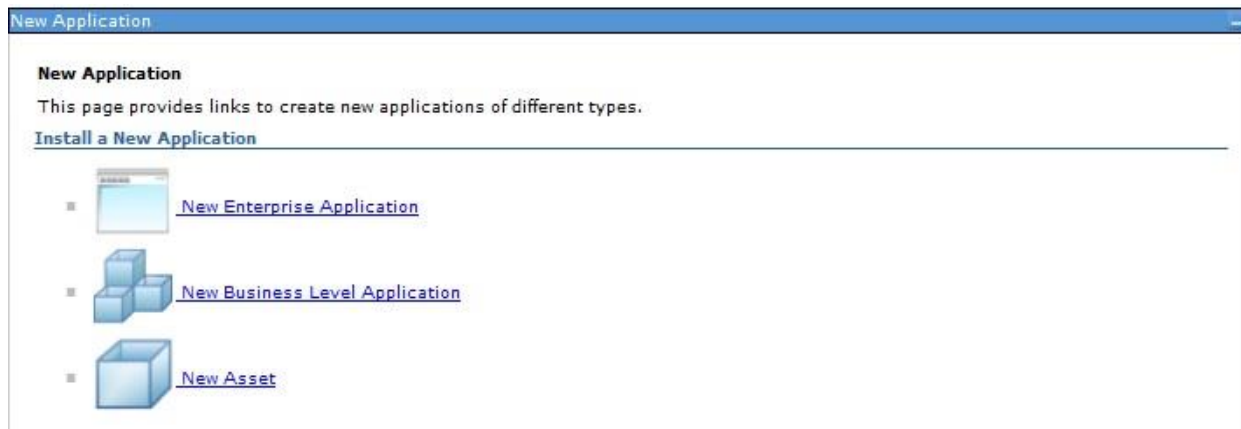 New Application
New Application
This page provides links to create new applications of different types.
Install a New Application
New Enterprise Application
New Business Level Application
New Asset